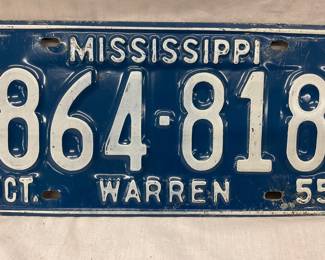 MISSISSIPPI
864·818
CT. WARREN 55